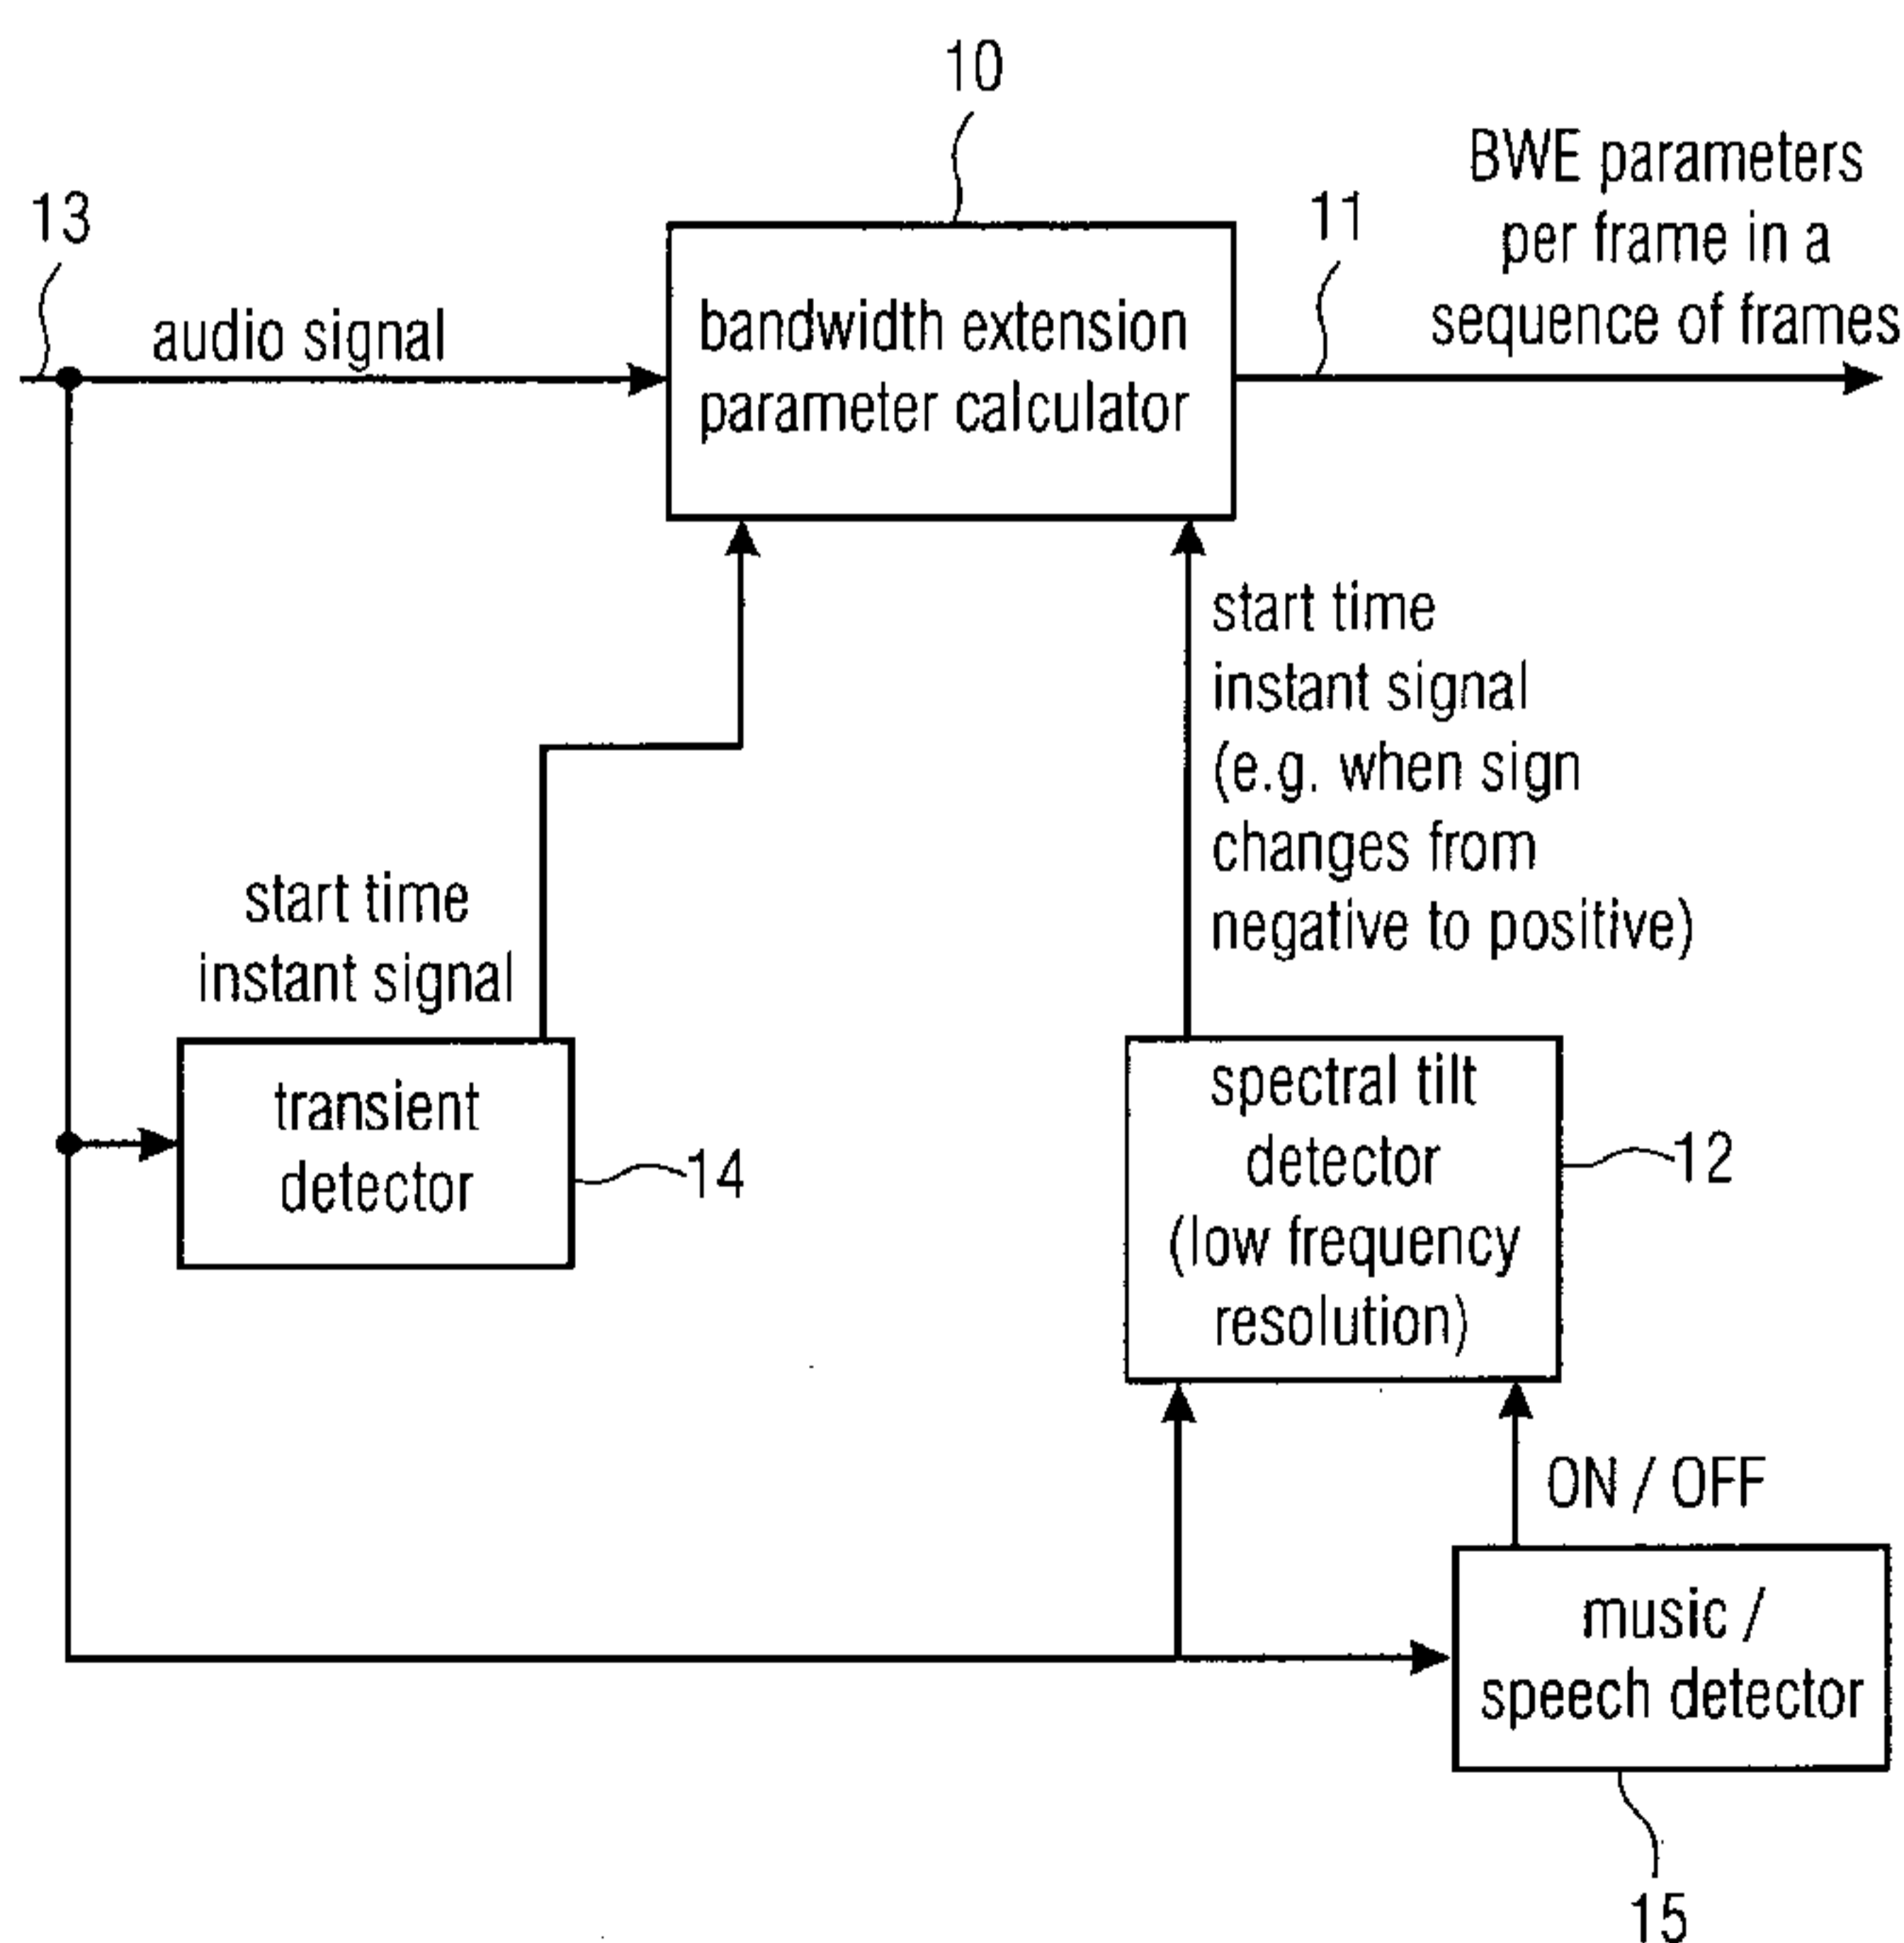 10
BWE parameters
per frame in a
sequence of frames
13
11
audio signal
bandwidth extension
parameter calculator
start time
instant signal
(e.g. when sign
changes from
negative to positive)
start time
instant signal
transient
detector
14
spectral tilt
detector
(low frequency
resolution)
12
ON / OFF
music /
speech detector
15